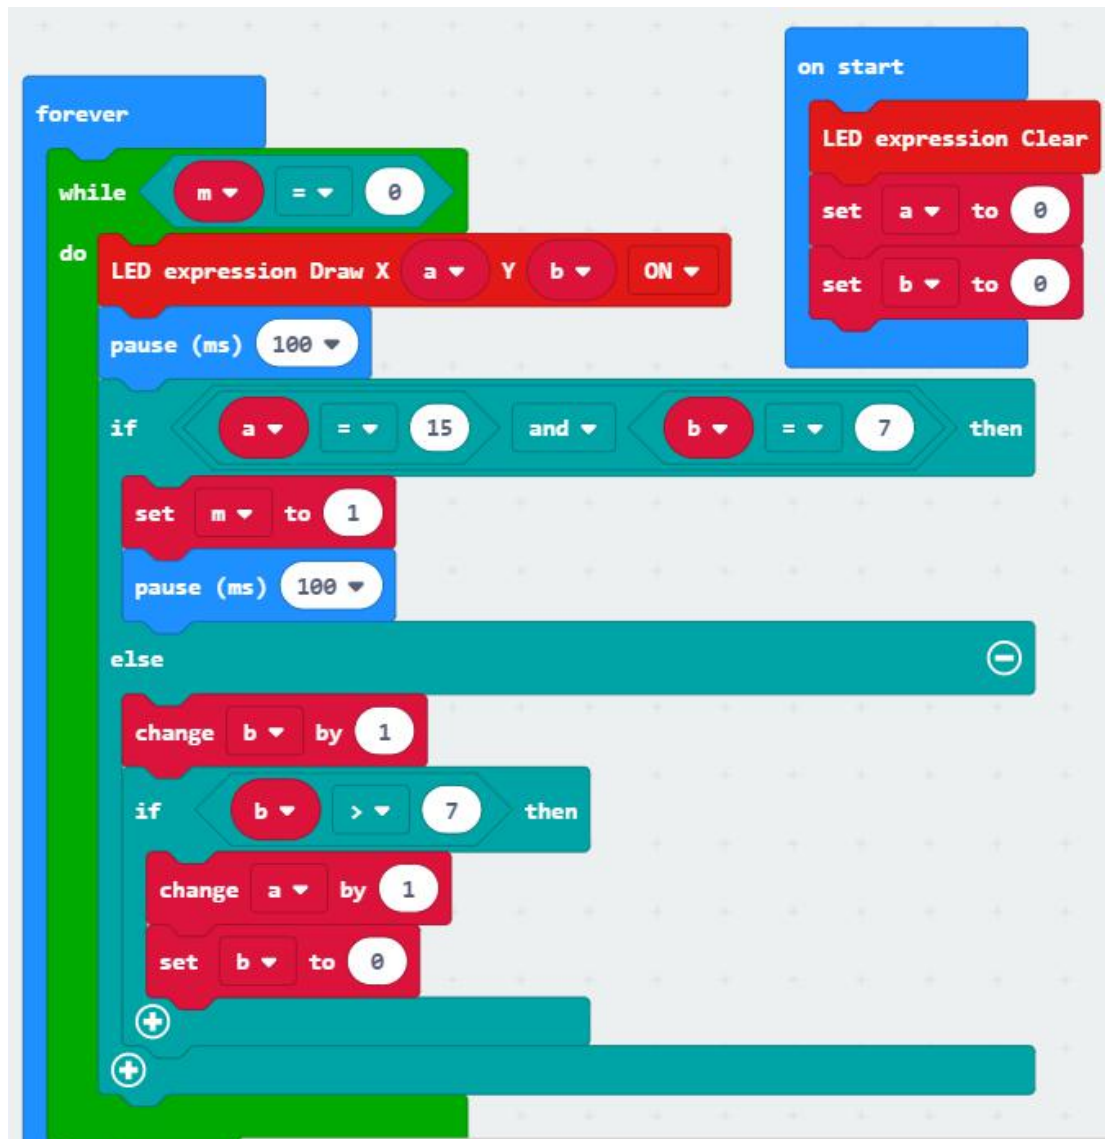 forever
while m = 0
do
LED expression Draw X a Y b ON
pause (ms) 100
if a = 15 and b = 7 then
set m to 1
pause (ms) 100
else
change b by 1
if b > 7 then
change a by 1
set b to 0
on start
LED expression Clear
set a to 0
set b to 0